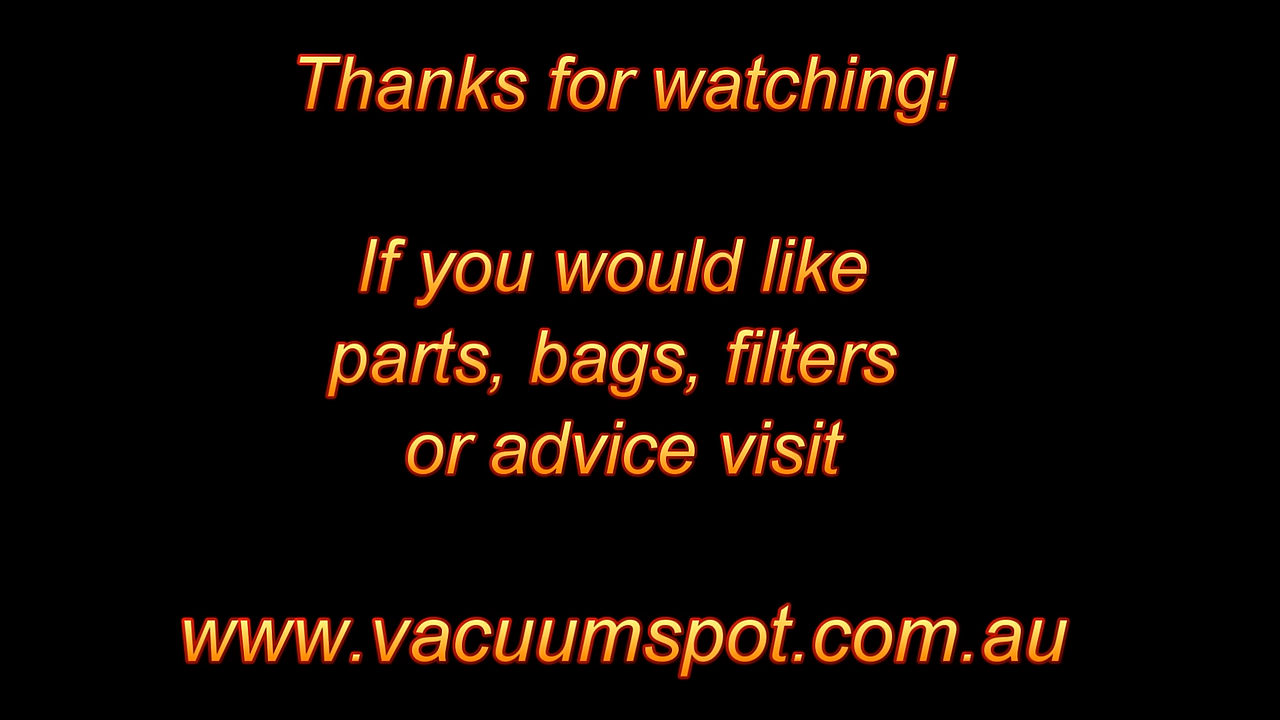 Thanks for watching!
If you would like
parts, bags, filters
or advice visit
www.vacuumspot.com.au